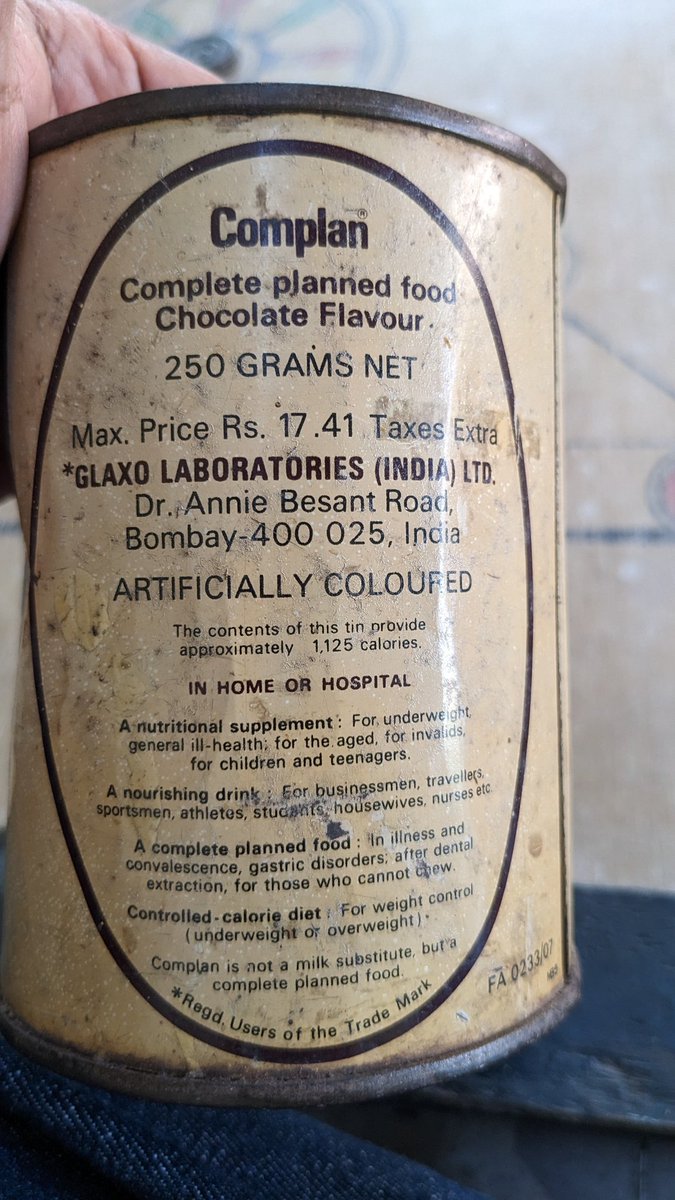 Complan®
Complete planned food
Chocolate Flavour.
250 GRAMS NET
Max. Price Rs. 17.41 Taxes Extra
*GLAXO LABORATORIES (INDIA) LTD.
Dr. Annie Besant Road,
Bombay-400 025, India
ARTIFICIALLY COLOURED
The contents of this tin provide
approximately 1,125 calories.
IN HOME OR HOSPITAL
A nutritional supplement : For underweight,
general ill-health; for the aged, for invalids,
for children and teenagers.
A nourishing drink : For businessmen, travellers,
sportsmen, athletes, students, housewives, nurses etc.
A complete planned food : In illness and
convalescence, gastric disorders; after dental
extraction, for those who cannot chew.
Controlled-calorie diet : For weight control
(underweight or overweight).
Complan is not a milk substitute, but a
complete planned food.
*Regd. Users of the Trade Mark
FA 0233/07